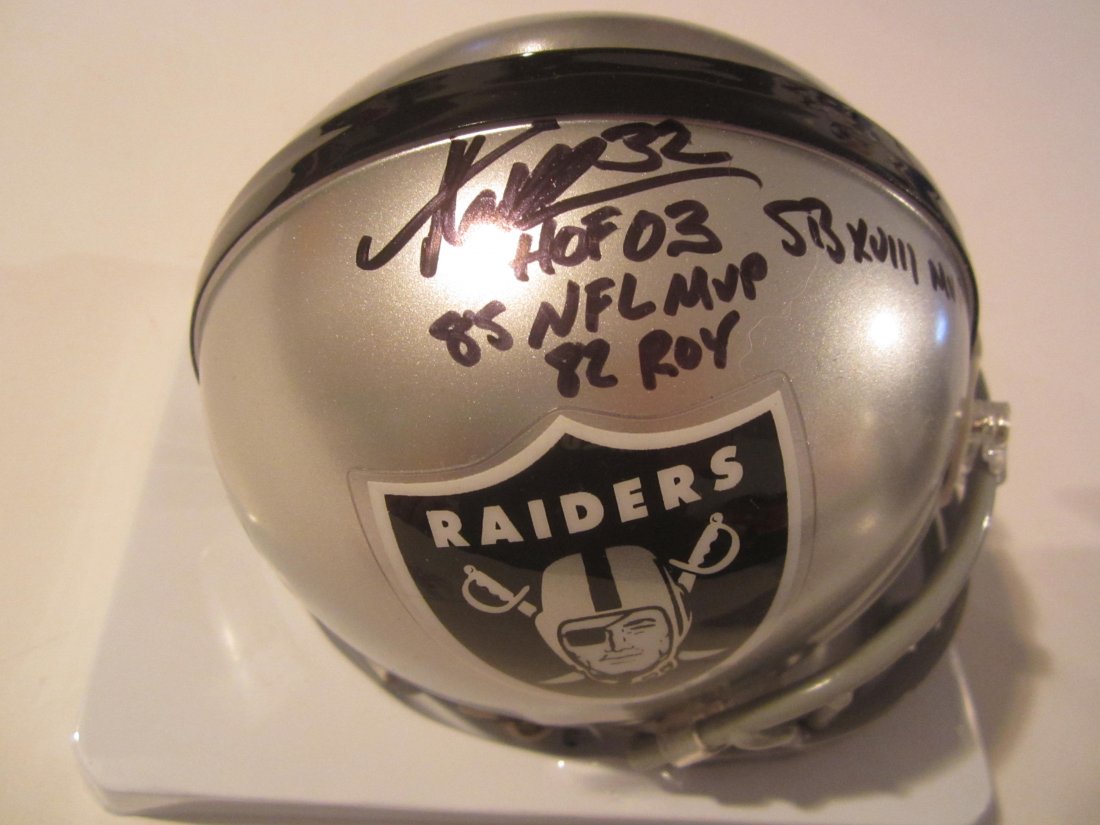 32
HOF 03
SB XVIII
85 NFL MVP
82 ROY
RAIDERS